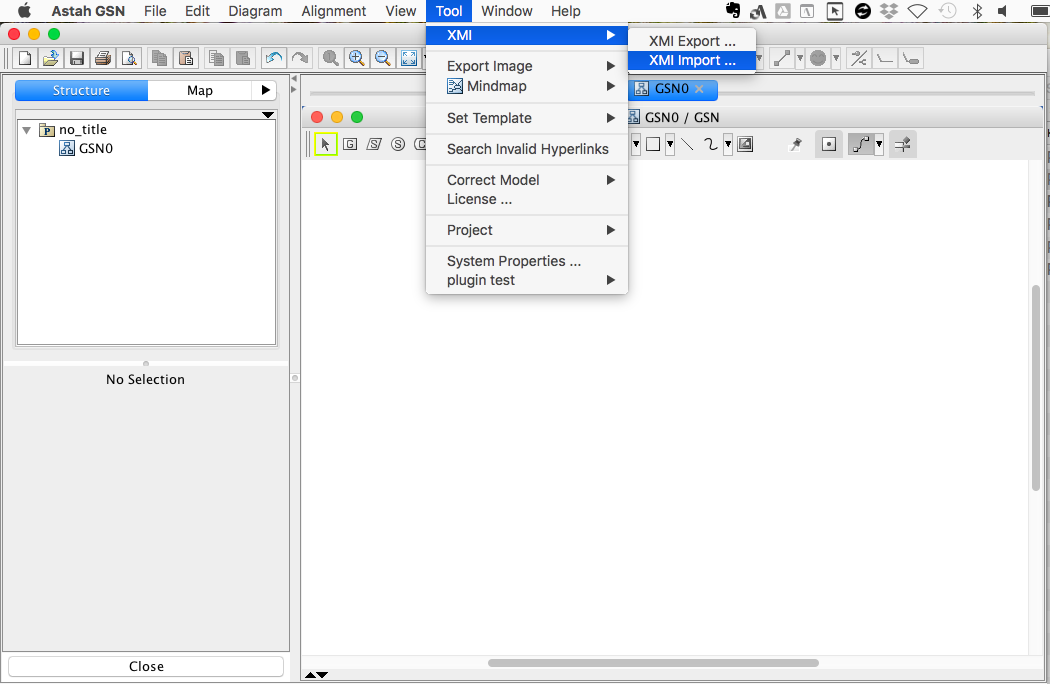 Astah GSN File Edit Diagram Alignment View Tool Window Help
XMI
XMI Export ...
XMI Import ...
Export Image
Mindmap
Set Template
Search Invalid Hyperlinks
Correct Model
License ...
Project
System Properties ...
plugin test
Structure Map
no_title
GSN0
No Selection
Close
GSN0
GSN0 / GSN